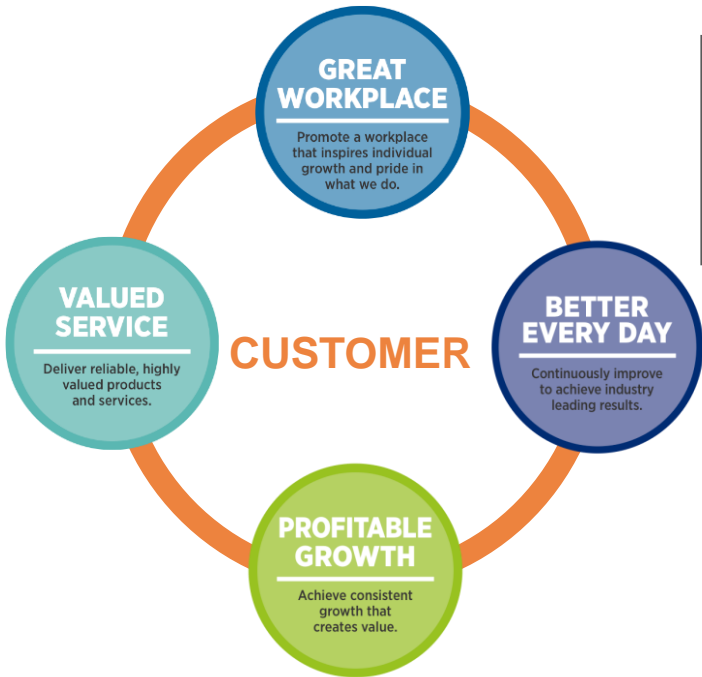 GREAT
WORKPLACE
Promote a workplace
that inspires individual
growth and pride in
what we do.
VALUED
SERVICE
Deliver reliable, highly
valued products
and services.
CUSTOMER
BETTER
EVERY DAY
Continuously improve
to achieve industry
leading results.
PROFITABLE
GROWTH
Achieve consistent
growth that
creates value.